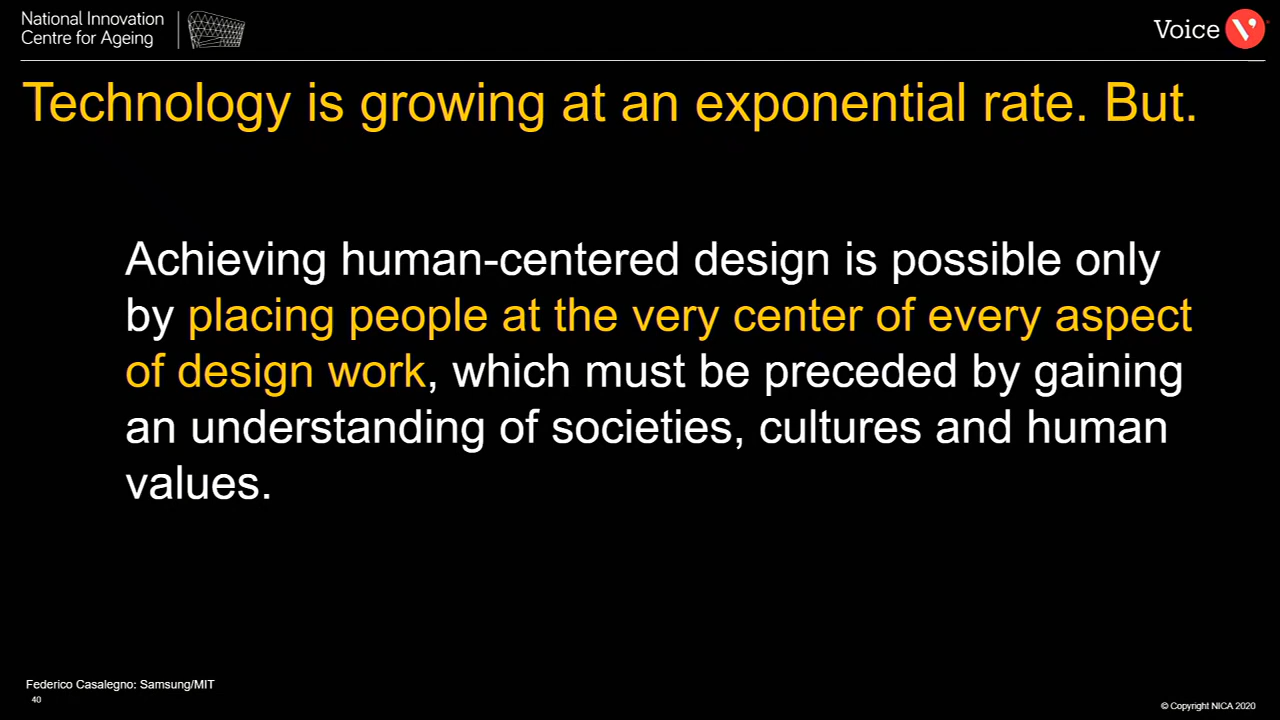 National Innovation
Centre for Ageing
Voice
Technology is growing at an exponential rate. But.
Achieving human-centered design is possible only
by placing people at the very center of every aspect
of design work, which must be preceded by gaining
an understanding of societies, cultures and human
values.
Federico Casalegno: Samsung/MIT
40
© Copyright NICA 2020